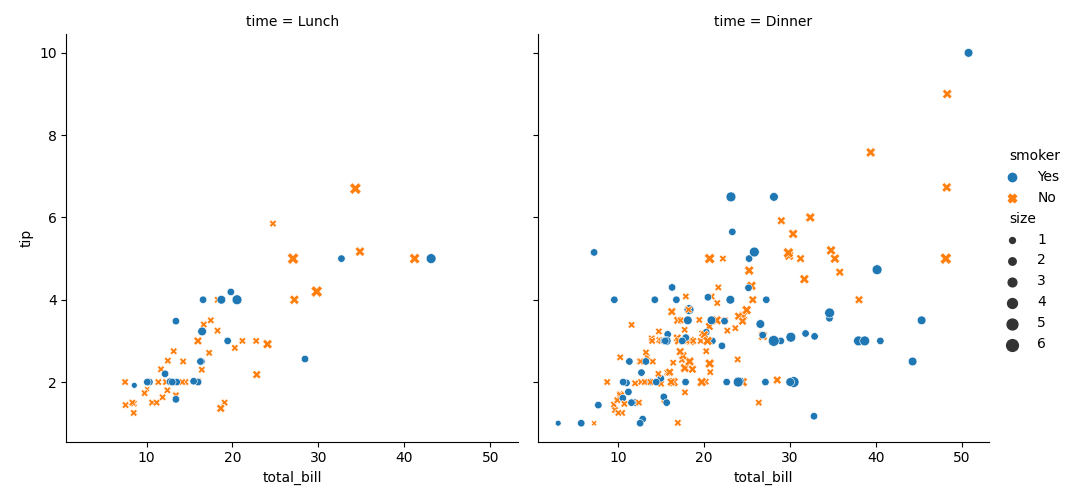 time = Lunch
time = Dinner
10
8
6
4
2
tip
10 20 30 40 50
total_bill
10 20 30 40 50
total_bill
smoker
Yes
No
size
1
2
3
4
5
6